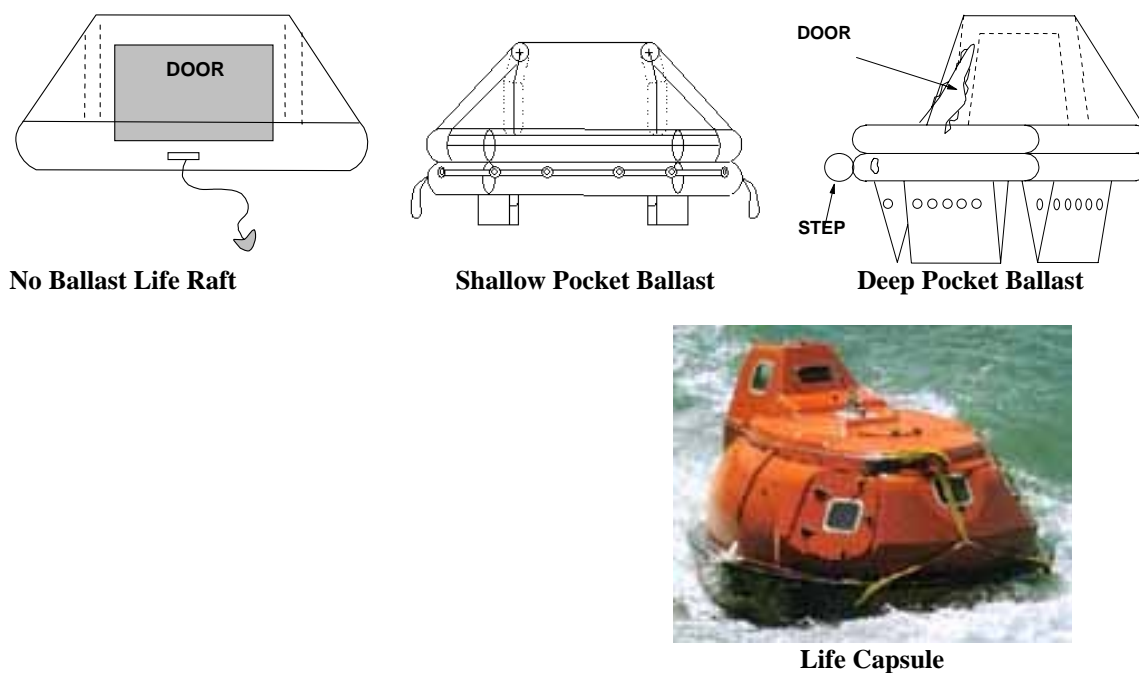 DOOR
DOOR
STEP
No Ballast Life Raft
Shallow Pocket Ballast
Deep Pocket Ballast
Life Capsule